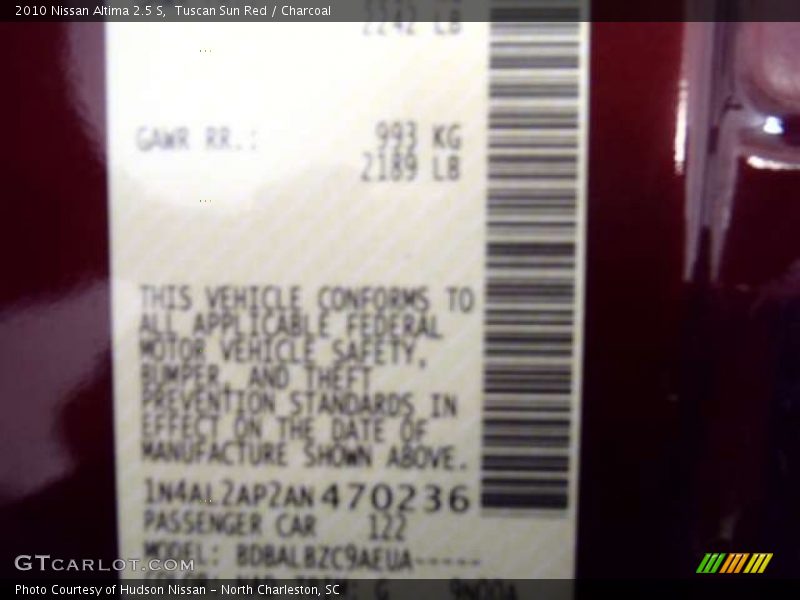 2010 Nissan Altima 2.5 S, Tuscan Sun Red / Charcoal
2242 LB
GAWR RR.: 993 KG
2189 LB
THIS VEHICLE CONFORMS TO
ALL APPLICABLE FEDERAL
MOTOR VEHICLE SAFETY,
BUMPER, AND THEFT
PREVENTION STANDARDS IN
EFFECT ON THE DATE OF
MANUFACTURE SHOWN ABOVE.
1N4AL2AP2AN470236
PASSENGER CAR 122
MODEL: BDBALBZC9AEUA-----
GTCARLOT.COM
Photo Courtesy of Hudson Nissan - North Charleston, SC